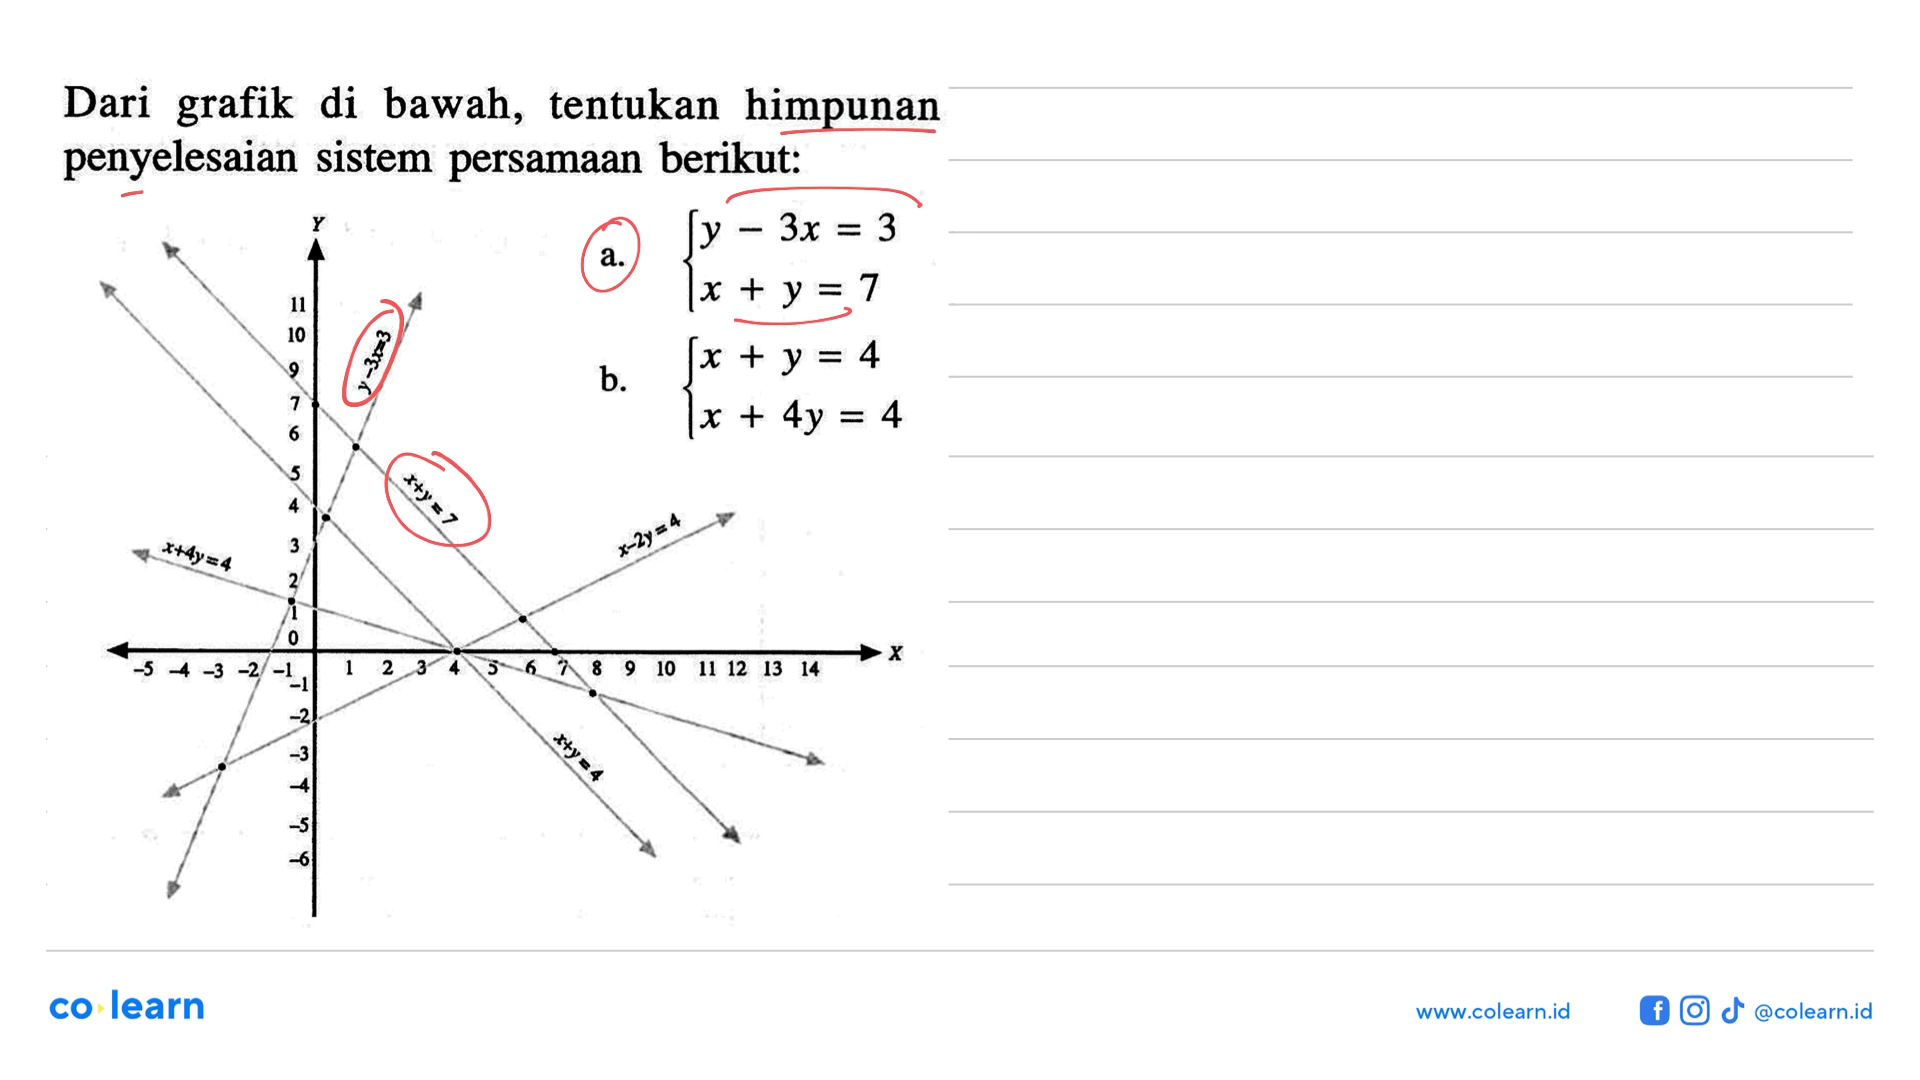 Dari grafik di bawah, tentukan himpunan
penyelesaian sistem persamaan berikut:
a. { y − 3x = 3
x + y = 7
b. { x + y = 4
x + 4y = 4
Y
11
10
9
7
6
5
4
3
2
1
0
−1
−2
−3
−4
−5
−6
−5 −4 −3 −2 −1 1 2 3 4 5 6 7 8 9 10 11 12 13 14 X
y−3x=3
x+y=7
x−2y=4
x+4y=4
x+y=4
co learn
www.colearn.id
@colearn.id